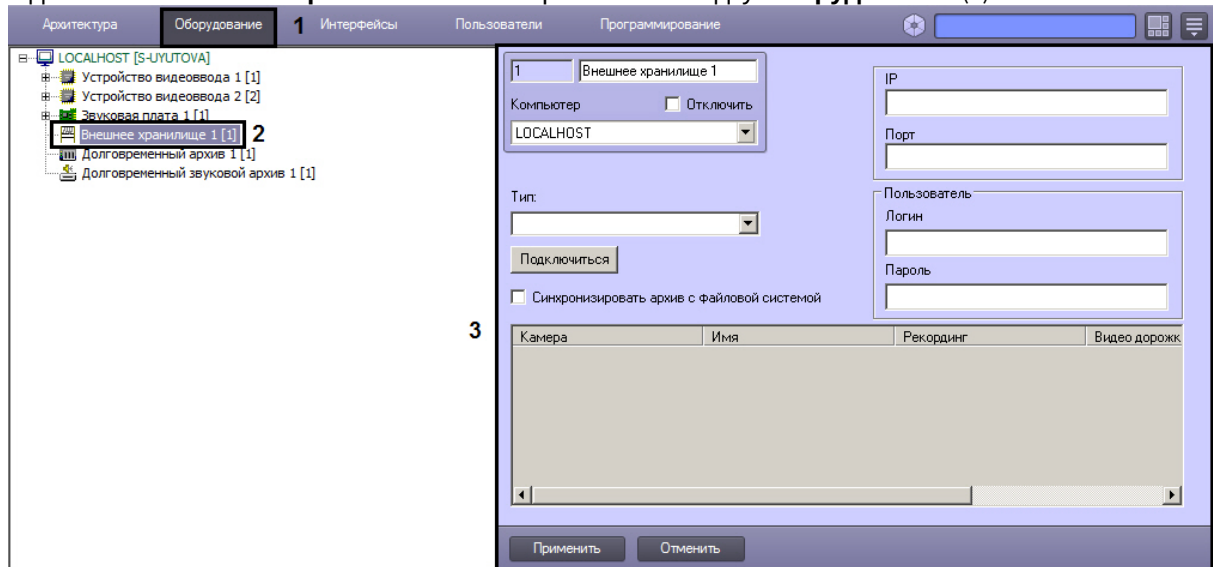 Архитектура Оборудование 1 Интерфейсы Пользователи Программирование
LOCALHOST [S-UYUTOVA]
Устройство видеоввода 1 [1]
Устройство видеоввода 2 [2]
Звуковая плата 1 [1]
Внешнее хранилище 1 [1] 2
Долговременный архив 1 [1]
Долговременный звуковой архив 1 [1]
3
1 Внешнее хранилище 1
Компьютер Отключить
LOCALHOST
Тип:
Подключиться
Синхронизировать архив с файловой системой
IP
Порт
Пользователь
Логин
Пароль
Камера Имя Рекординг Видео дорожк
Применить Отменить